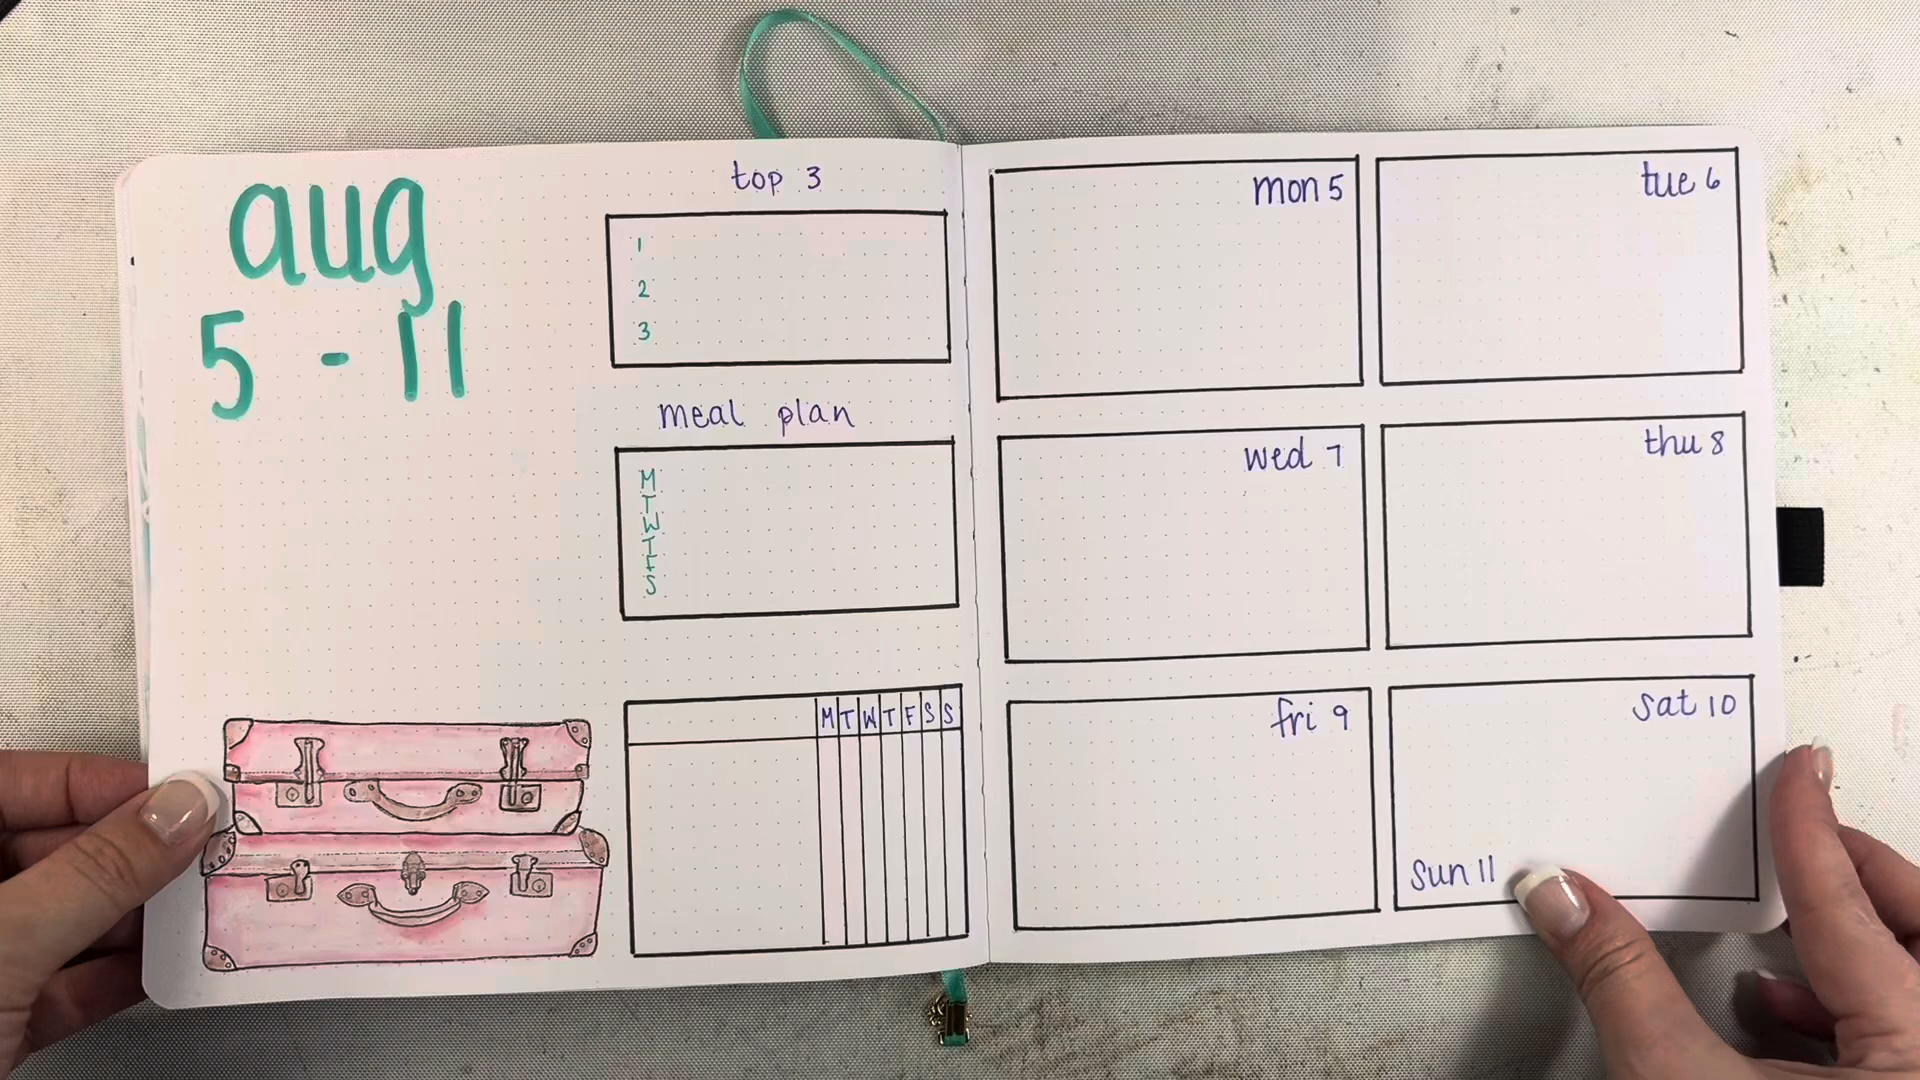 aug
5 - 11
top 3
1
2
3
meal plan
M
T
W
T
F
S
M T W T F S S
mon 5
tue 6
wed 7
thu 8
fri 9
sat 10
sun 11